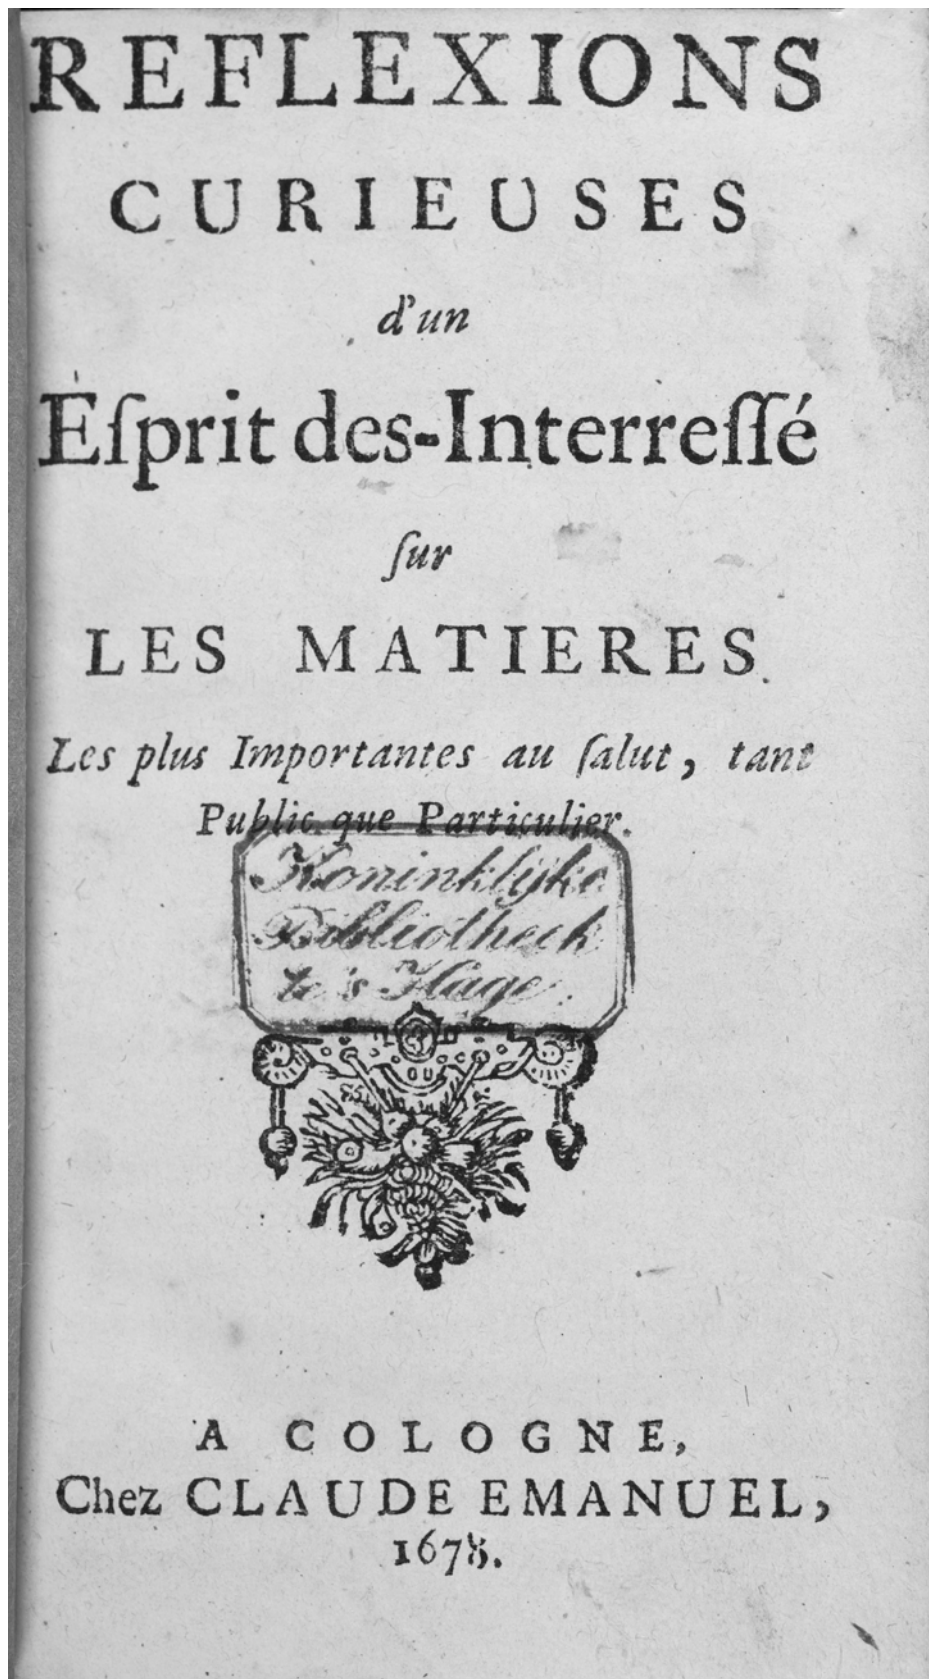 REFLEXIONS
CURIEUSES
d'un
Eſprit des-Interreſſé
ſur
LES MATIERES
Les plus Importantes au ſalut, tant
Public que Particulier.
Koninklijke
Bibliotheek
te 's Hage.
A COLOGNE,
Chez CLAUDE EMANUEL,
1678.